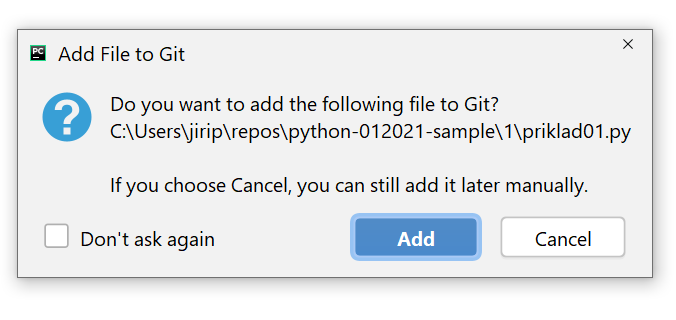 PC
Add File to Git
?
Do you want to add the following file to Git?
C:\Users\jirip\repos\python-012021-sample\1\priklad01.py
If you choose Cancel, you can still add it later manually.
Don't ask again
Add
Cancel